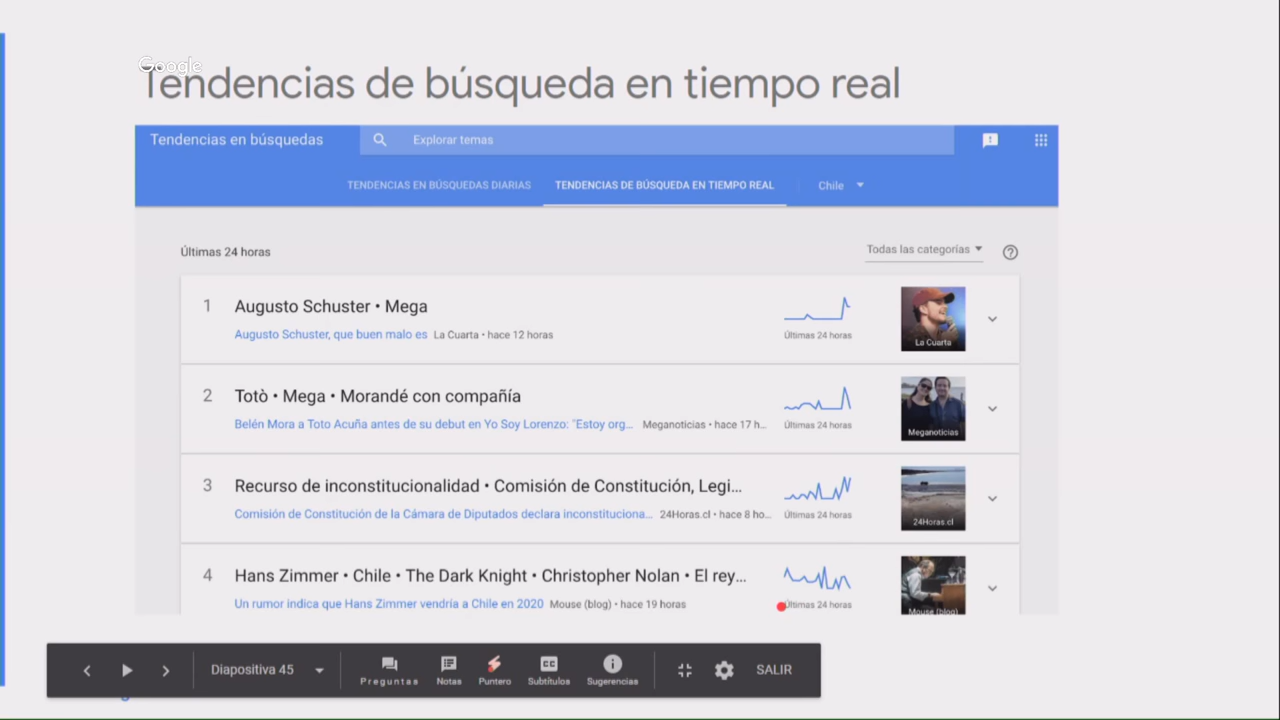 Google
Tendencias de búsqueda en tiempo real
Tendencias en búsquedas
Explorar temas
TENDENCIAS EN BÚSQUEDAS DIARIAS
TENDENCIAS DE BÚSQUEDA EN TIEMPO REAL
Chile
Últimas 24 horas
Todas las categorías
1
Augusto Schuster • Mega
Augusto Schuster, que buen malo es La Cuarta • hace 12 horas
Últimas 24 horas
La Cuarta
2
Totò • Mega • Morandé con compañía
Belén Mora a Toto Acuña antes de su debut en Yo Soy Lorenzo: "Estoy org... Meganoticias • hace 17 h...
Últimas 24 horas
Meganoticias
3
Recurso de inconstitucionalidad • Comisión de Constitución, Legi...
Comisión de Constitución de la Cámara de Diputados declara inconstituciona... 24Horas.cl • hace 8 ho...
Últimas 24 horas
24Horas.cl
4
Hans Zimmer • Chile • The Dark Knight • Christopher Nolan • El rey...
Un rumor indica que Hans Zimmer vendría a Chile en 2020 Mouse (blog) • hace 19 horas
Últimas 24 horas
Mouse (blog)
Diapositiva 45
Preguntas
Notas
Puntero
CC
Subtítulos
Sugerencias
SALIR